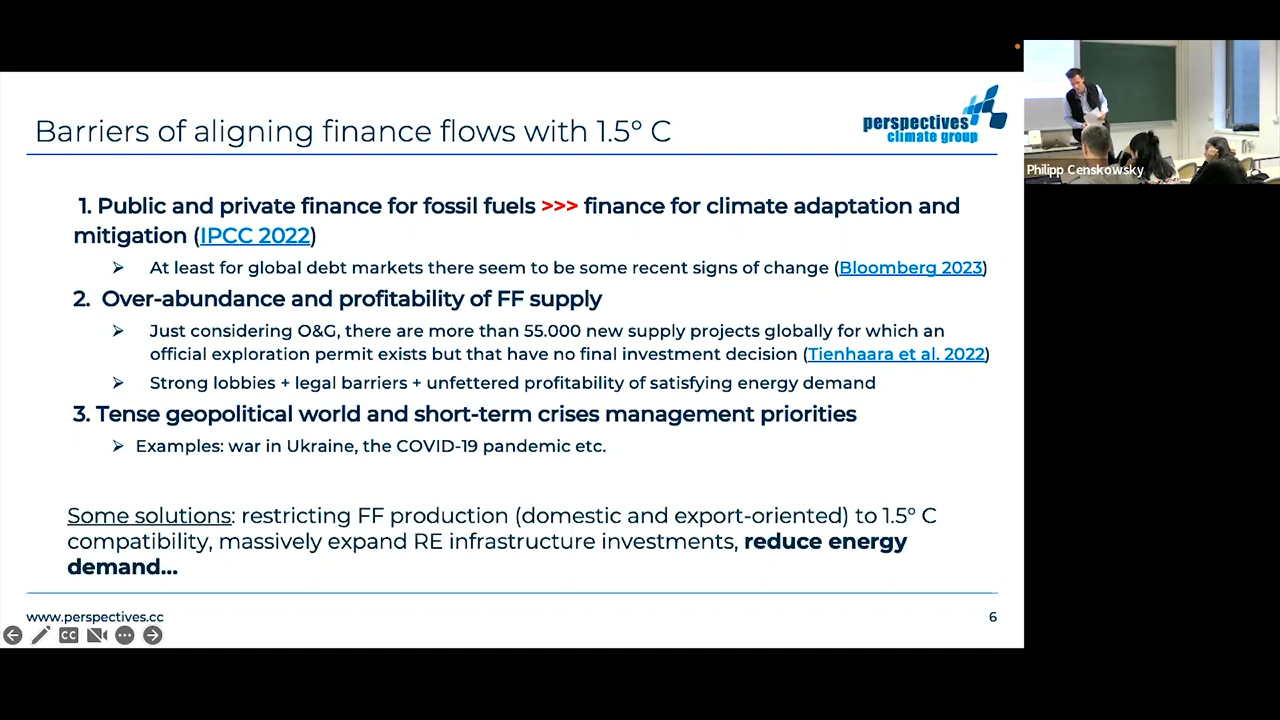 Barriers of aligning finance flows with 1.5° C
perspectives
climate group
Philipp Censkowsky
1. Public and private finance for fossil fuels >>> finance for climate adaptation and
mitigation (IPCC 2022)
At least for global debt markets there seem to be some recent signs of change (Bloomberg 2023)
2. Over-abundance and profitability of FF supply
Just considering O&G, there are more than 55.000 new supply projects globally for which an
official exploration permit exists but that have no final investment decision (Tienhaara et al. 2022)
Strong lobbies + legal barriers + unfettered profitability of satisfying energy demand
3. Tense geopolitical world and short-term crises management priorities
Examples: war in Ukraine, the COVID-19 pandemic etc.
Some solutions: restricting FF production (domestic and export-oriented) to 1.5° C
compatibility, massively expand RE infrastructure investments, reduce energy
demand...
www.perspectives.cc
6
CC